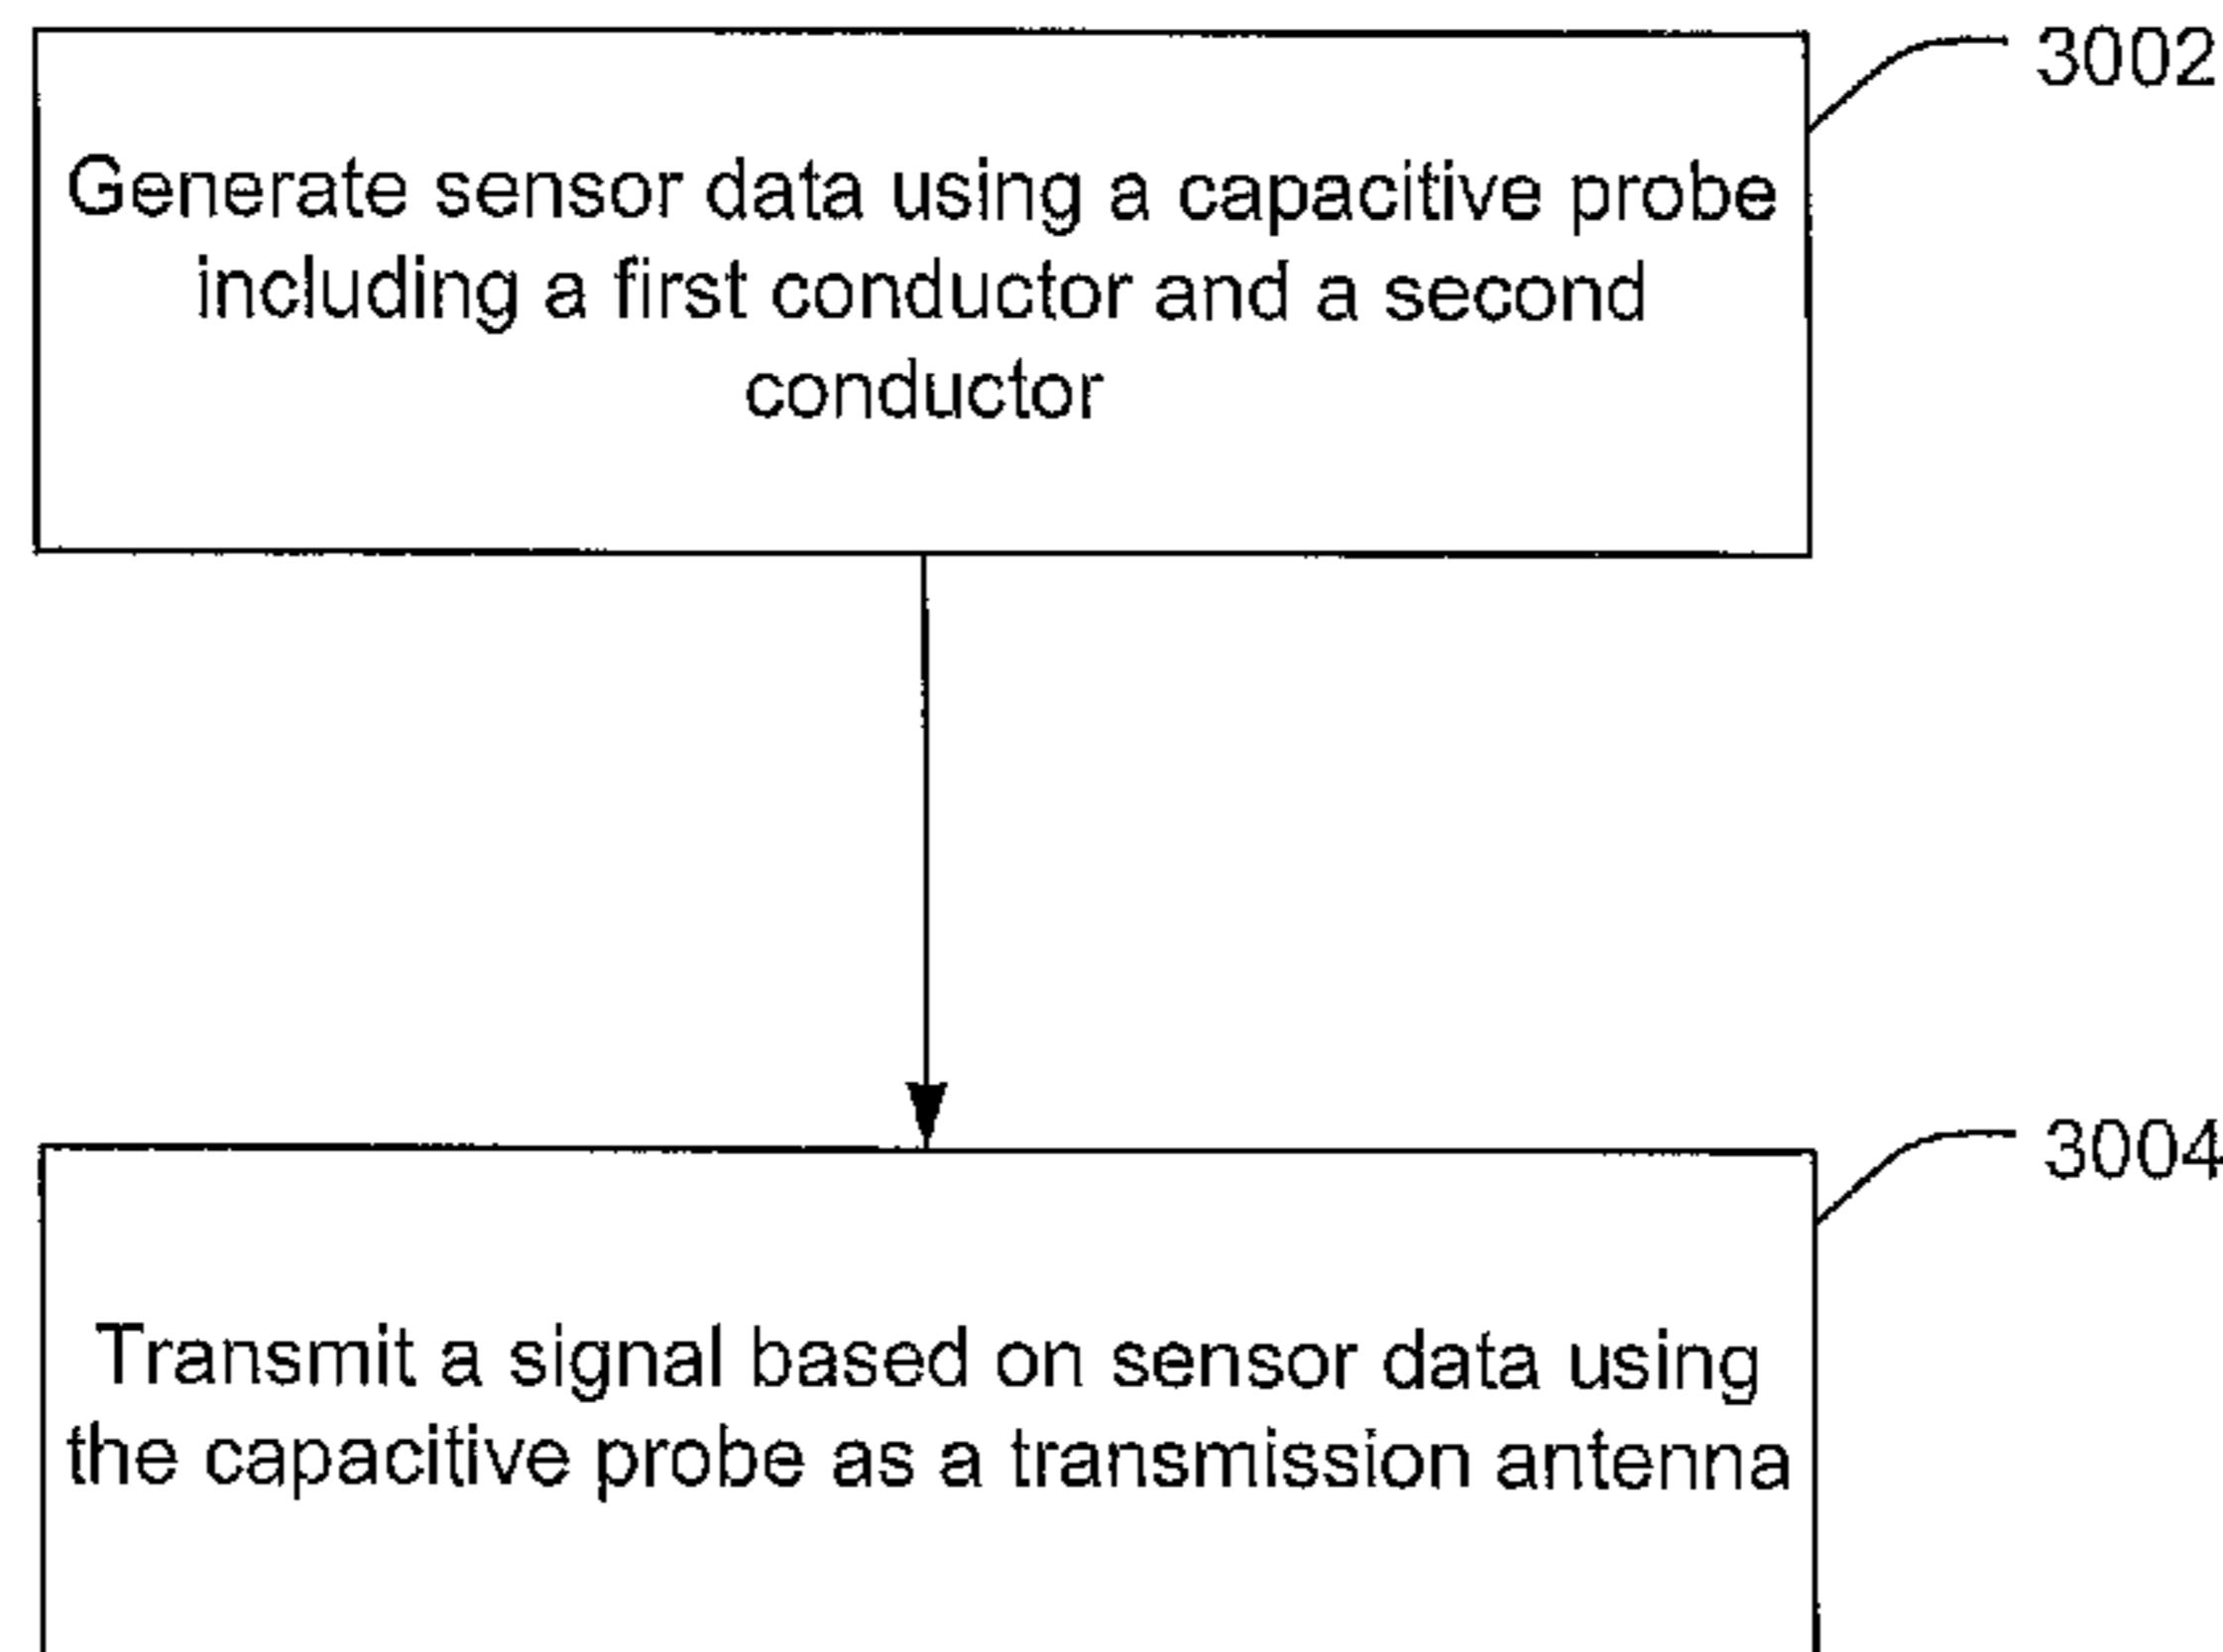 3002
Generate sensor data using a capacitive probe
including a first conductor and a second
conductor
3004
Transmit a signal based on sensor data using
the capacitive probe as a transmission antenna